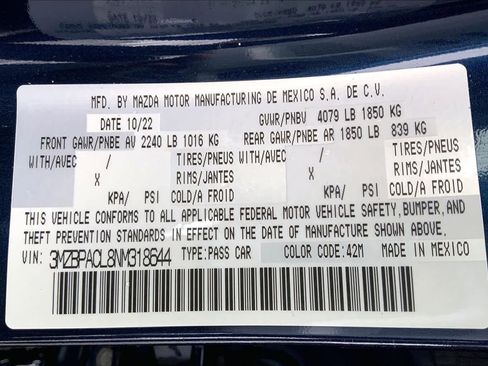 MFD. BY MAZDA MOTOR MANUFACTURING DE MEXICO S.A. DE C.V.
DATE 10/22 GVWR/PNBV 4079 LB 1850 KG
FRONT GAWR/PNBE AV 2240 LB 1016 KG REAR GAWR/PNBE AR 1850 LB 839 KG
WITH/AVEC / TIRES/PNEUS WITH/AVEC / TIRES/PNEUS
X RIMS/JANTES X RIMS/JANTES
KPA/ PSI COLD/A FROID KPA/ PSI COLD/A FROID
THIS VEHICLE CONFORMS TO ALL APPLICABLE FEDERAL MOTOR VEHICLE SAFETY, BUMPER, AND
THEFT PREVENTION STANDARDS IN EFFECT ON THE DATE OF MANUFACTURE SHOWN ABOVE.
VIN: 3MZBPACL8NM318644 TYPE:PASS CAR COLOR CODE: 42M MADE IN MEXICO